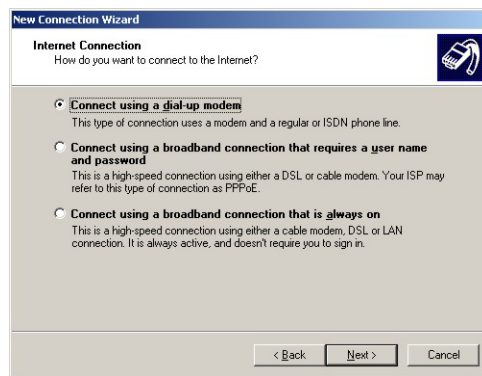 New Connection Wizard
Internet Connection
How do you want to connect to the Internet?
Connect using a dial-up modem
This type of connection uses a modem and a regular or ISDN phone line.
Connect using a broadband connection that requires a user name
and password
This is a high-speed connection using either a DSL or cable modem. Your ISP may
refer to this type of connection as PPPoE.
Connect using a broadband connection that is always on
This is a high-speed connection using either a cable modem, DSL or LAN
connection. It is always active, and doesn't require you to sign in.
< Back
Next >
Cancel